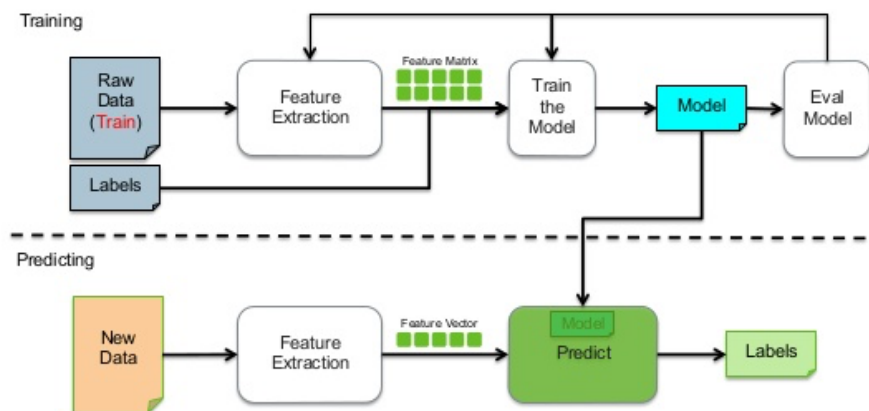 Training
Raw
Data
(Train)
Labels
Feature
Extraction
Feature Matrix
Train
the
Model
Model
Eval
Model
Predicting
New
Data
Feature
Extraction
Feature Vector
Model
Predict
Labels